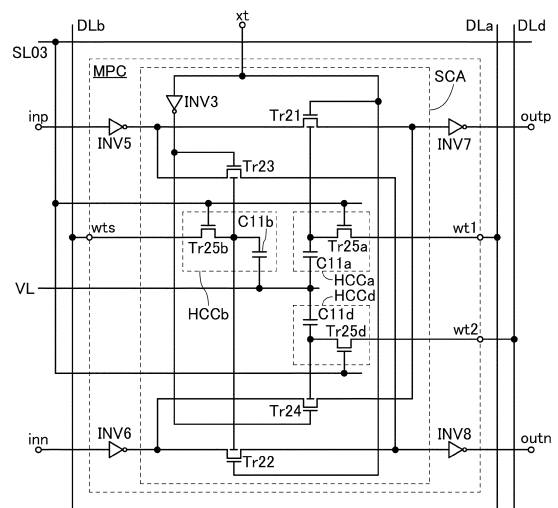 DLb xt DLa DLd
SL03
MPC SCA
INV3 Tr21
inp outp
INV5 INV7
Tr23
C11b
wts wt1
Tr25b Tr25a
C11a
HCCa
VL HCCb HCCd
C11d
Tr25d
wt2
Tr24
inn INV6 INV8 outn
Tr22